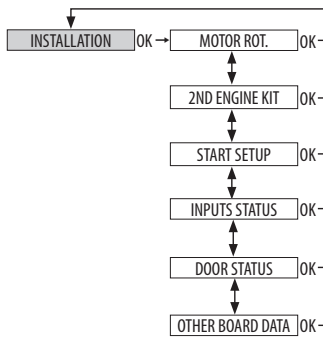 INSTALLATION OK MOTOR ROT. OK
2ND ENGINE KIT OK
START SETUP OK
INPUTS STATUS OK
DOOR STATUS OK
OTHER BOARD DATA OK